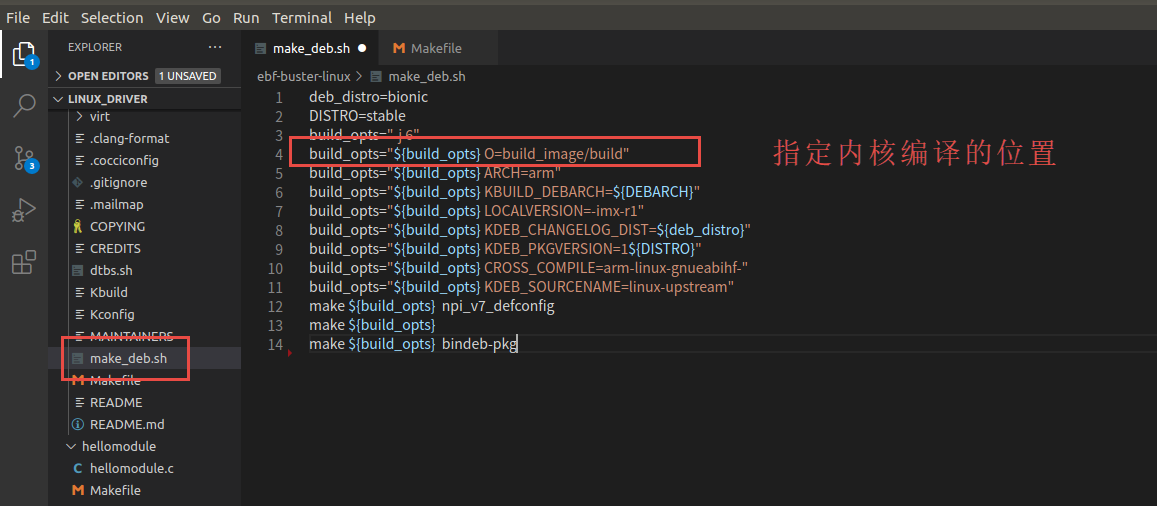 File Edit Selection View Go Run Terminal Help
EXPLORER ···
make_deb.sh ●
M Makefile
OPEN EDITORS 1 UNSAVED
ebf-buster-linux > make_deb.sh
LINUX_DRIVER
virt
.clang-format
.cocciconfig
.gitignore
.mailmap
COPYING
CREDITS
dtbs.sh
Kbuild
Kconfig
MAINTAINERS
make_deb.sh
M Makefile
README
README.md
hellomodule
C hellomodule.c
M Makefile
1
3
1 deb_distro=bionic
2 DISTRO=stable
3 build_opts="-j 6"
4 build_opts="${build_opts} O=build_image/build"
5 build_opts="${build_opts} ARCH=arm"
6 build_opts="${build_opts} KBUILD_DEBARCH=${DEBARCH}"
7 build_opts="${build_opts} LOCALVERSION=-imx-r1"
8 build_opts="${build_opts} KDEB_CHANGELOG_DIST=${deb_distro}"
9 build_opts="${build_opts} KDEB_PKGVERSION=1${DISTRO}"
10 build_opts="${build_opts} CROSS_COMPILE=arm-linux-gnueabihf-"
11 build_opts="${build_opts} KDEB_SOURCENAME=linux-upstream"
12 make ${build_opts} npi_v7_defconfig
13 make ${build_opts}
14 make ${build_opts} bindeb-pkg
指定内核编译的位置